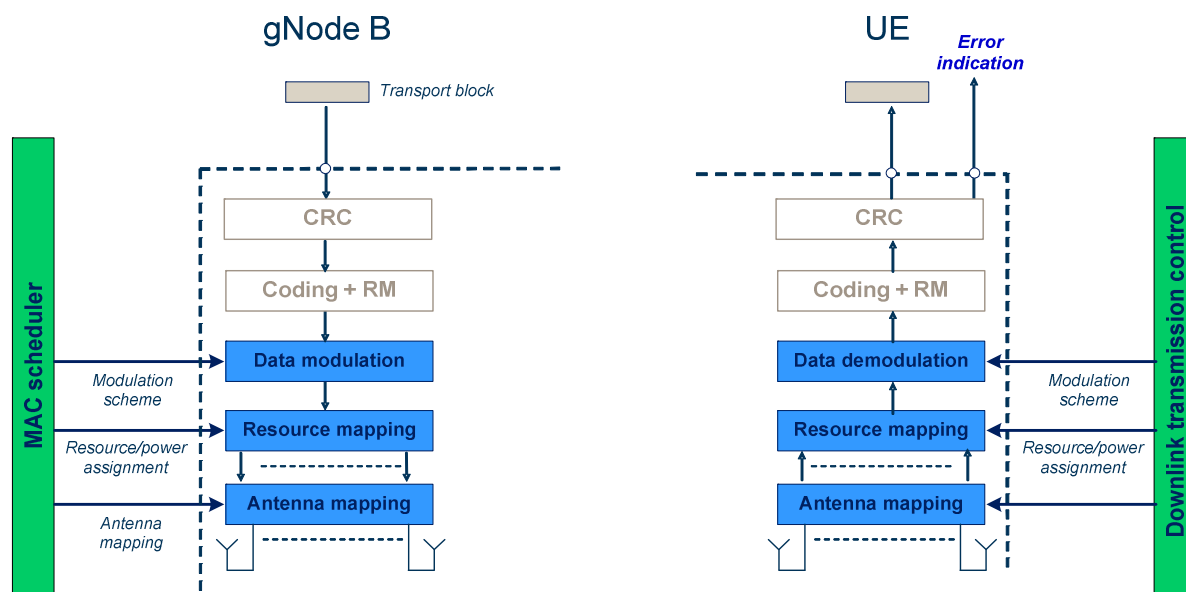 gNode B
UE
Error
indication
Transport block
CRC
CRC
Coding + RM
Coding + RM
MAC scheduler
Data modulation
Data demodulation
Downlink transmission control
Modulation
scheme
Modulation
scheme
Resource mapping
Resource mapping
Resource/power
assignment
Resource/power
assignment
Antenna mapping
Antenna mapping
Antenna
mapping